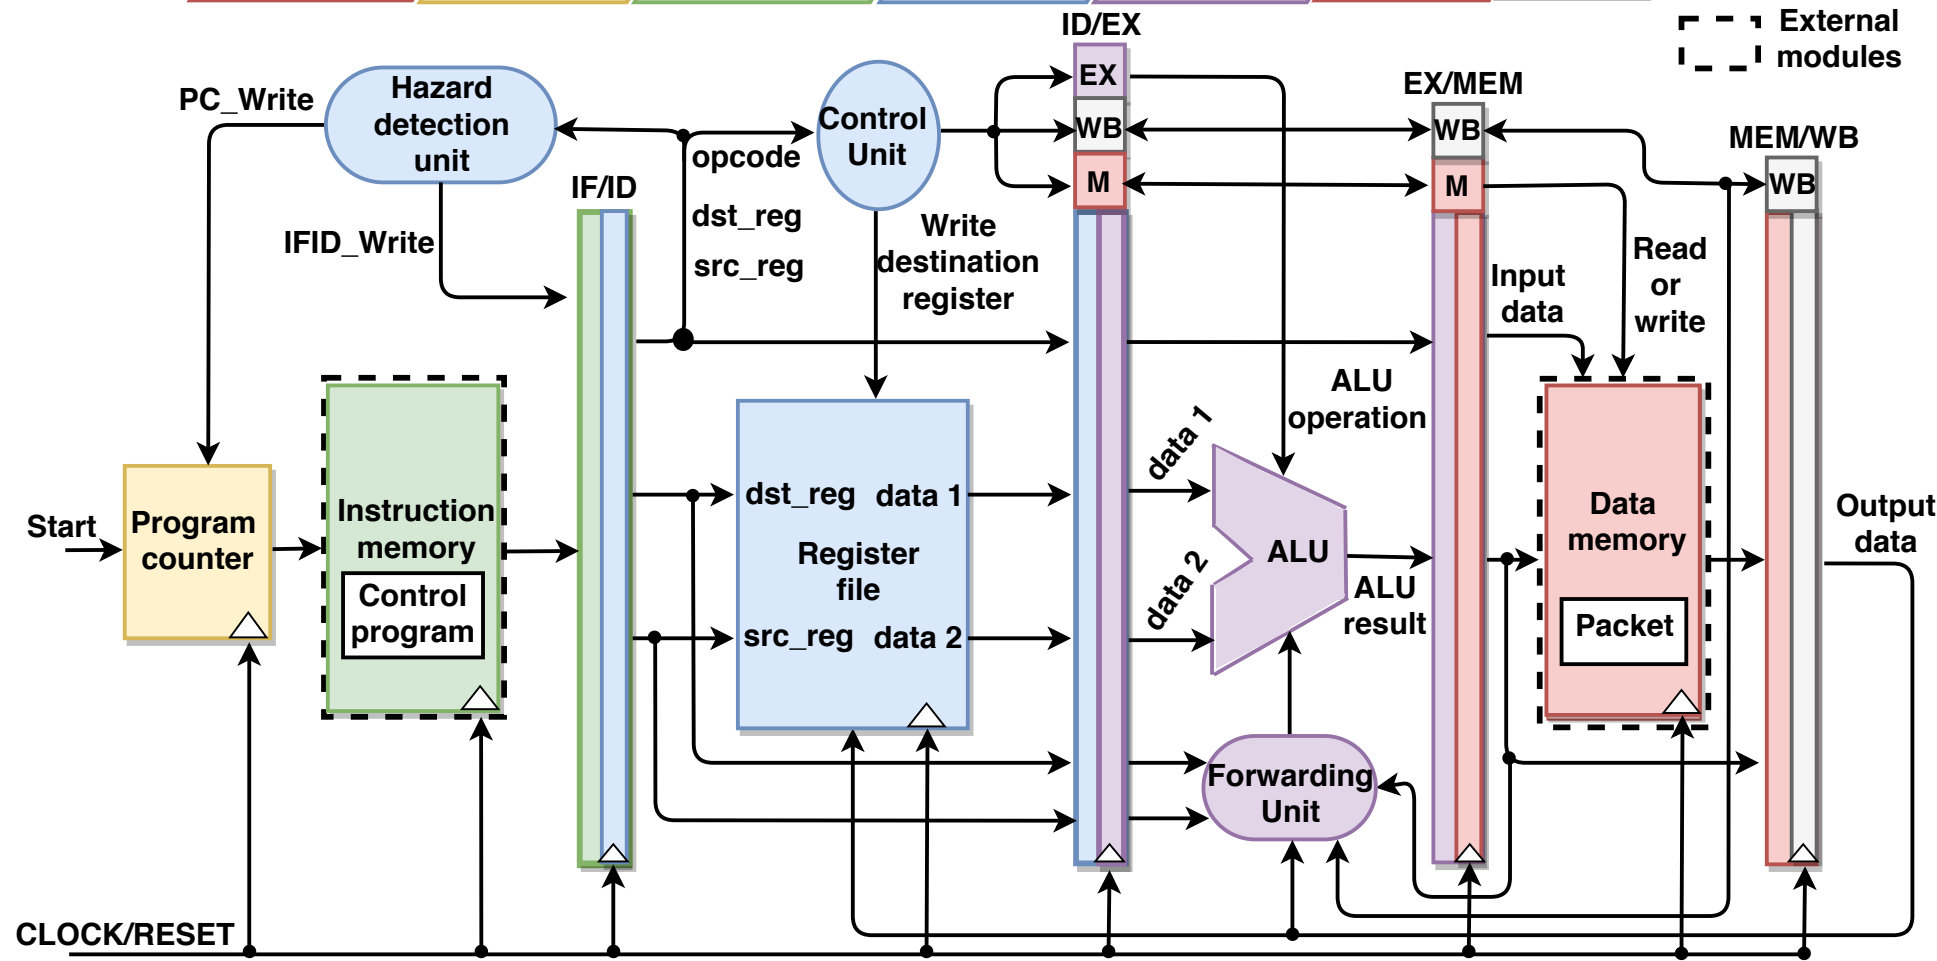 ID/EX
External
modules
EX
EX/MEM
Hazard
detection
unit
PC_Write
Control
Unit
WB
WB
MEM/WB
opcode
M
M
WB
IF/ID
dst_reg
src_reg
IFID_Write
Write
destination
register
Input
data
Read
or
write
ALU
operation
data 1
Start
Program
counter
Instruction
memory
Control
program
dst_reg
data 1
Register
file
src_reg
data 2
data 2
ALU
ALU
result
Data
memory
Packet
Output
data
Forwarding
Unit
CLOCK/RESET